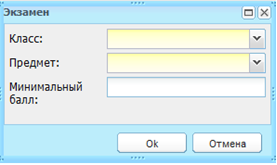 Экзамен
Класс:
Предмет:
Минимальный
балл:
Ok
Отмена